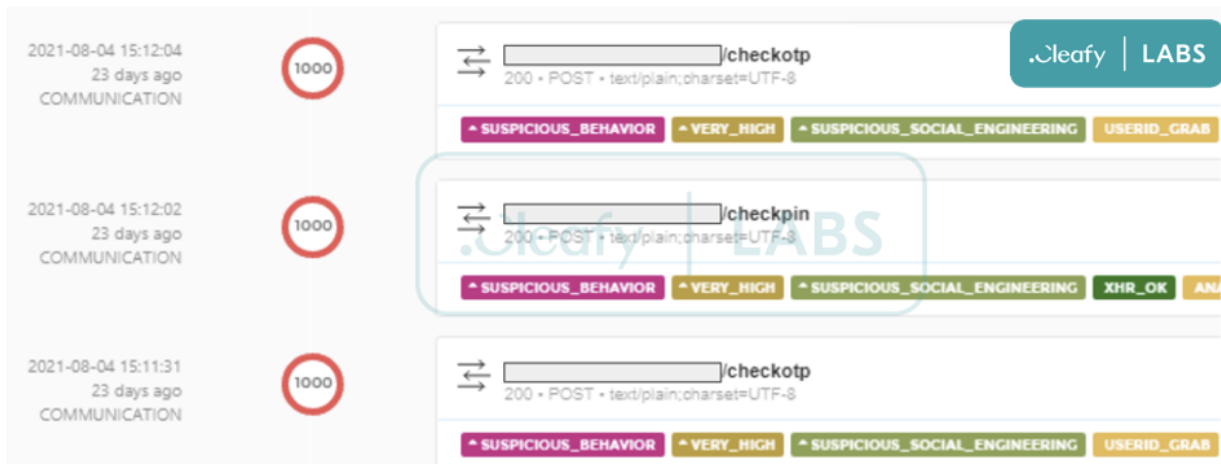 .Cleafy | LABS
2021-08-04 15:12:04
23 days ago
COMMUNICATION
1000
/checkotp
200 • POST • text/plain;charset=UTF-8
SUSPICIOUS_BEHAVIOR VERY_HIGH SUSPICIOUS_SOCIAL_ENGINEERING USERID_GRAB
2021-08-04 15:12:02
23 days ago
COMMUNICATION
1000
/checkpin
200 • POST • text/plain;charset=UTF-8
.Cleafy | LABS
SUSPICIOUS_BEHAVIOR VERY_HIGH SUSPICIOUS_SOCIAL_ENGINEERING XHR_OK ANA
2021-08-04 15:11:31
23 days ago
COMMUNICATION
1000
/checkotp
200 • POST • text/plain;charset=UTF-8
SUSPICIOUS_BEHAVIOR VERY_HIGH SUSPICIOUS_SOCIAL_ENGINEERING USERID_GRAB